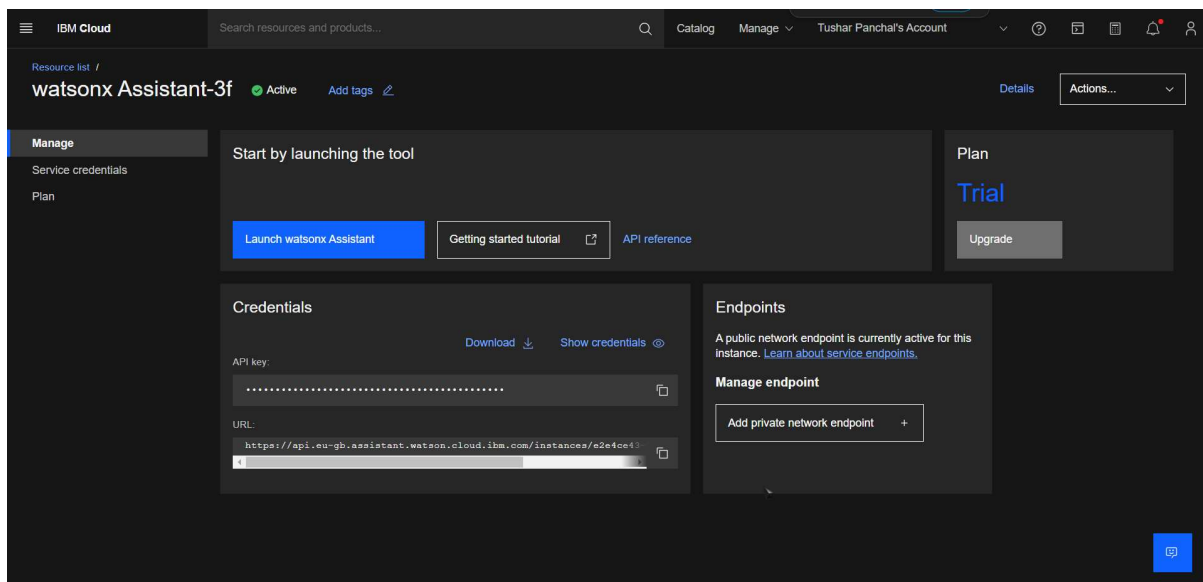 IBM Cloud
Search resources and products...
Catalog
Manage
Tushar Panchal's Account
Resource list /
watsonx Assistant-3f
Active
Add tags
Details
Actions...
Manage
Service credentials
Plan
Start by launching the tool
Launch watsonx Assistant
Getting started tutorial
API reference
Plan
Trial
Upgrade
Credentials
Download
Show credentials
API key:
••••••••••••••••••••••••••••••••••••••••••••
URL:
https://api.eu-gb.assistant.watson.cloud.ibm.com/instances/e2e4ce43-
Endpoints
A public network endpoint is currently active for this
instance. Learn about service endpoints.
Manage endpoint
Add private network endpoint +